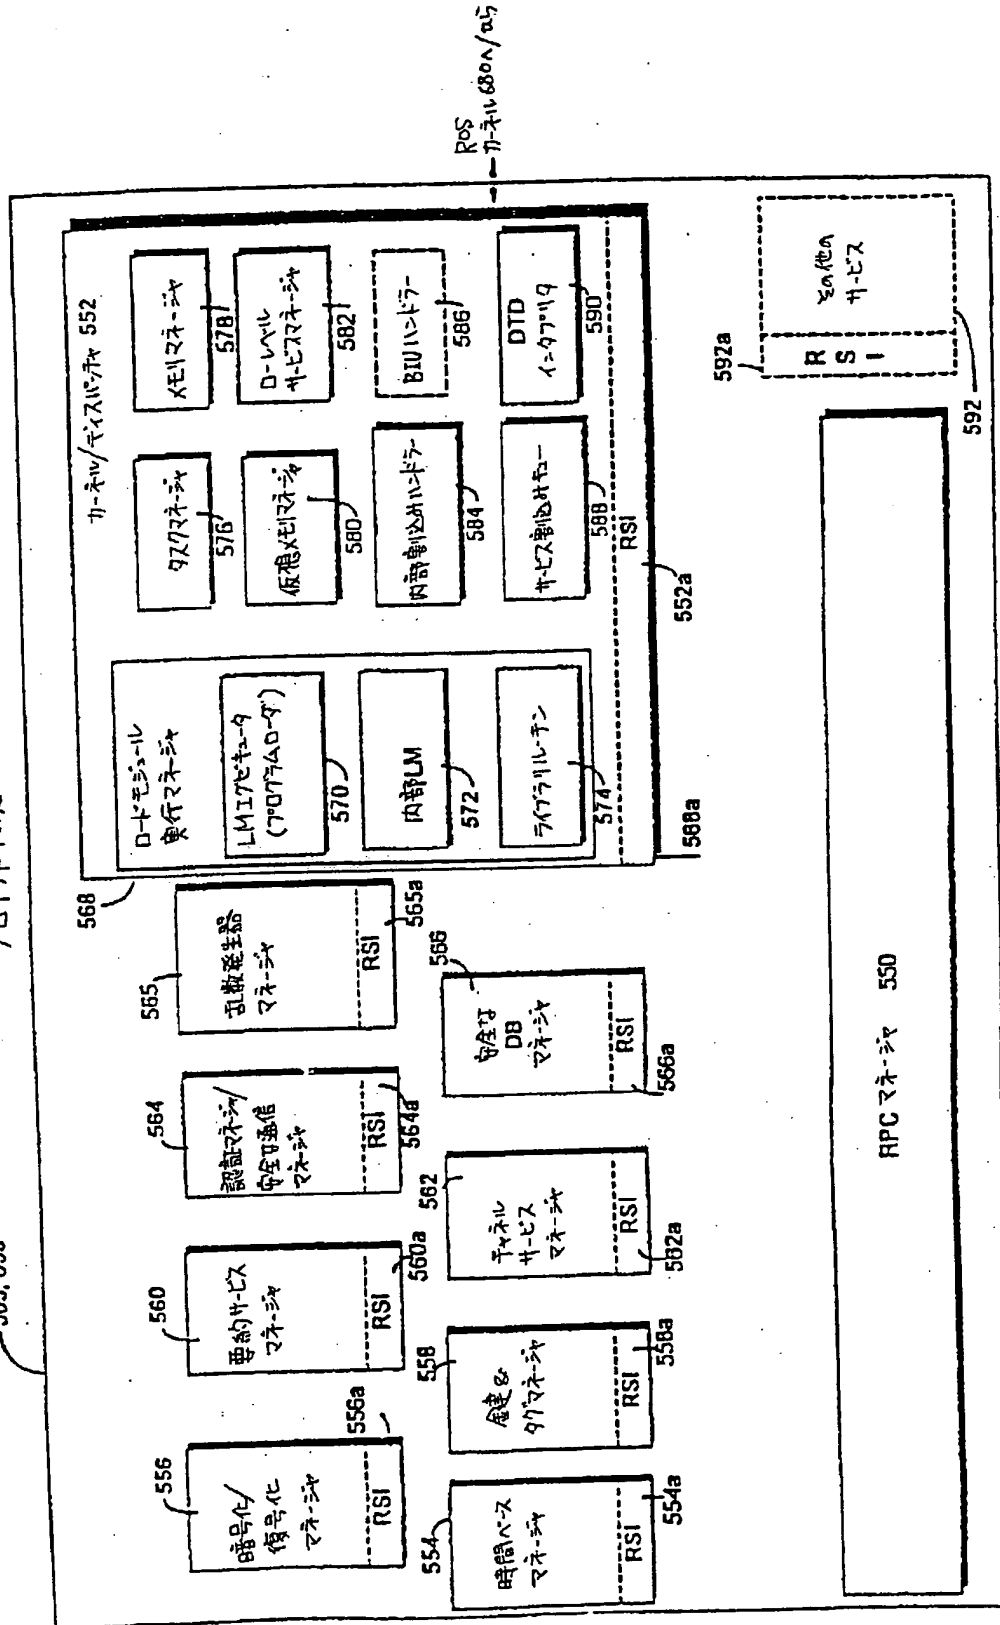 カーネル/ディスパッチャ 552
ロードモジュール
実行マネージャ
568
LMエグゼキュータ
(プログラムローダ)
570
内部LM
572
ライブラリルーチン
574
タスクマネージャ
576
メモリマネージャ
578
仮想メモリマネージャ
580
ローレベル
サービスマネージャ
582
内部割込みハンドラー
584
BIUハンドラー
586
サービス割込みキュー
588
DTD
インタプリタ
590
RSI
552a
588a
ROS
カーネル680へ/から
556
暗号化/
復号化
マネージャ
RSI
556a
560
要約サービス
マネージャ
RSI
560a
564
認証マネージャ/
安全な通信
マネージャ
RSI
564a
565
乱数発生器
マネージャ
RSI
565a
554
時間ベース
マネージャ
RSI
554a
558
鍵&
タグマネージャ
RSI
558a
562
チャネル
サービス
マネージャ
RSI
562a
566
安全な
DB
マネージャ
RSI
566a
RPC マネージャ 550
592a
RSI
その他の
サービス
592